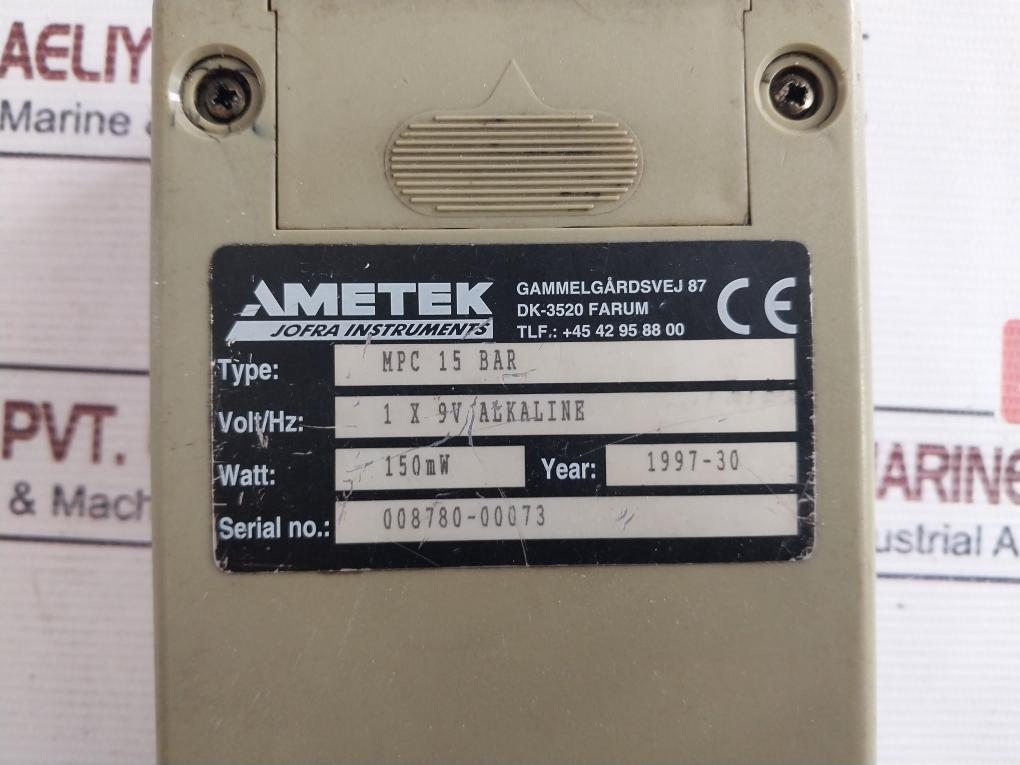 AELIY
Marine &
AMETEK
JOFRA INSTRUMENTS
GAMMELGÅRDSVEJ 87
DK-3520 FARUM
TLF.: +45 42 95 88 00
CE
Type: MPC 15 BAR
Volt/Hz: 1 X 9V ALKALINE
Watt: 150mW Year: 1997-30
Serial no.: 008780-00073
PVT.
& Mach
ARINE
ustrial A